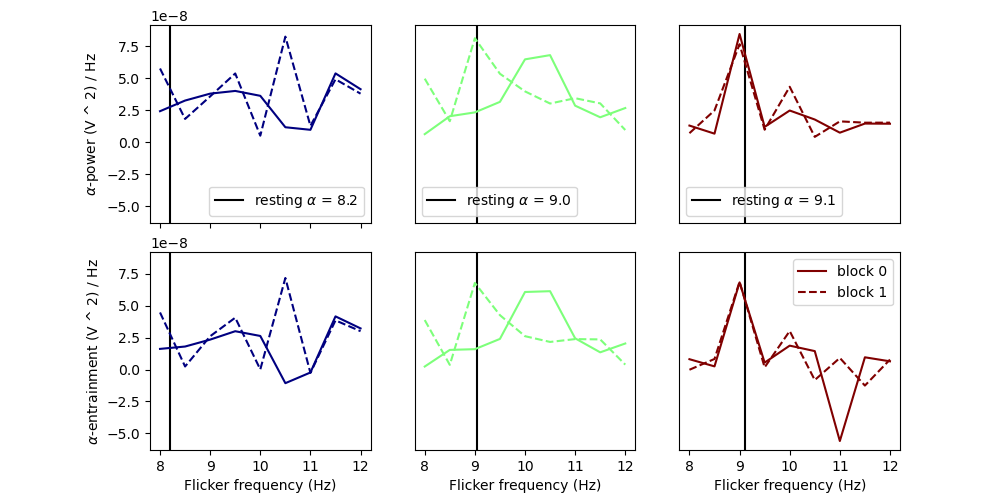 1e−8
α-power (V ^ 2) / Hz
7.5
5.0
2.5
0.0
−2.5
−5.0
resting α = 8.2
resting α = 9.0
resting α = 9.1
1e−8
α-entrainment (V ^ 2) / Hz
7.5
5.0
2.5
0.0
−2.5
−5.0
block 0
block 1
8 9 10 11 12
8 9 10 11 12
8 9 10 11 12
Flicker frequency (Hz)
Flicker frequency (Hz)
Flicker frequency (Hz)